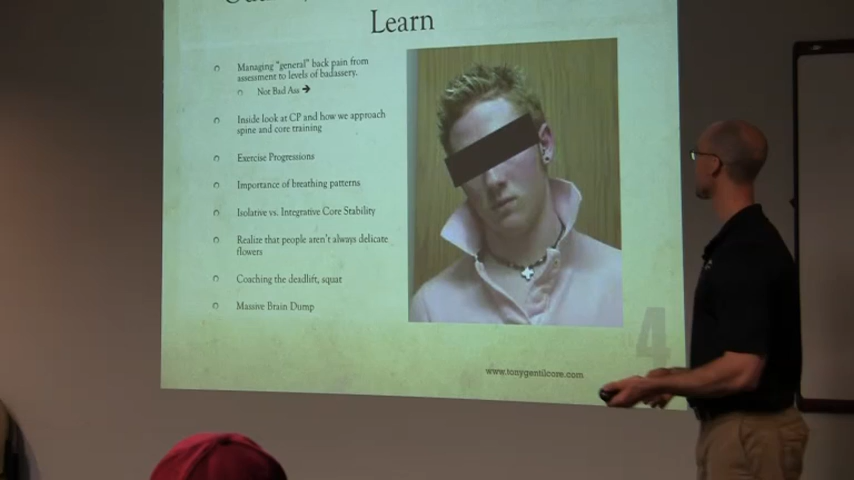 Learn
Managing "general" back pain from
assessment to levels of badassery.
Not Bad Ass →
Inside look at CP and how we approach
spine and core training
Exercise Progressions
Importance of breathing patterns
Isolative vs. Integrative Core Stability
Realize that people aren't always delicate
flowers
Coaching the deadlift, squat
Massive Brain Dump
4
www.tonygentilcore.com